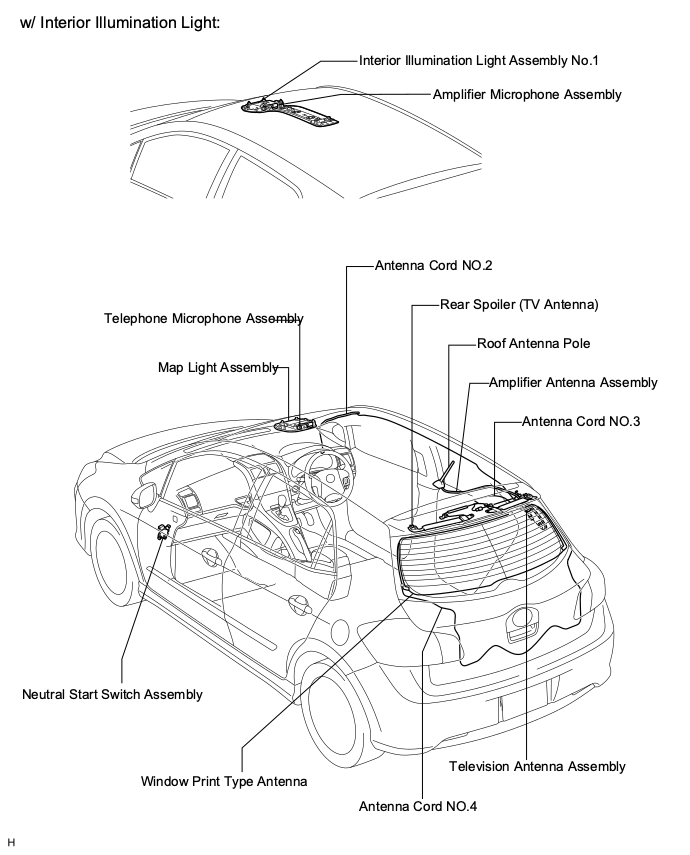 w/ Interior Illumination Light:
Interior Illumination Light Assembly No.1
Amplifier Microphone Assembly
Antenna Cord NO.2
Rear Spoiler (TV Antenna)
Telephone Microphone Assembly
Roof Antenna Pole
Map Light Assembly
Amplifier Antenna Assembly
Antenna Cord NO.3
Neutral Start Switch Assembly
Television Antenna Assembly
Window Print Type Antenna
Antenna Cord NO.4
H